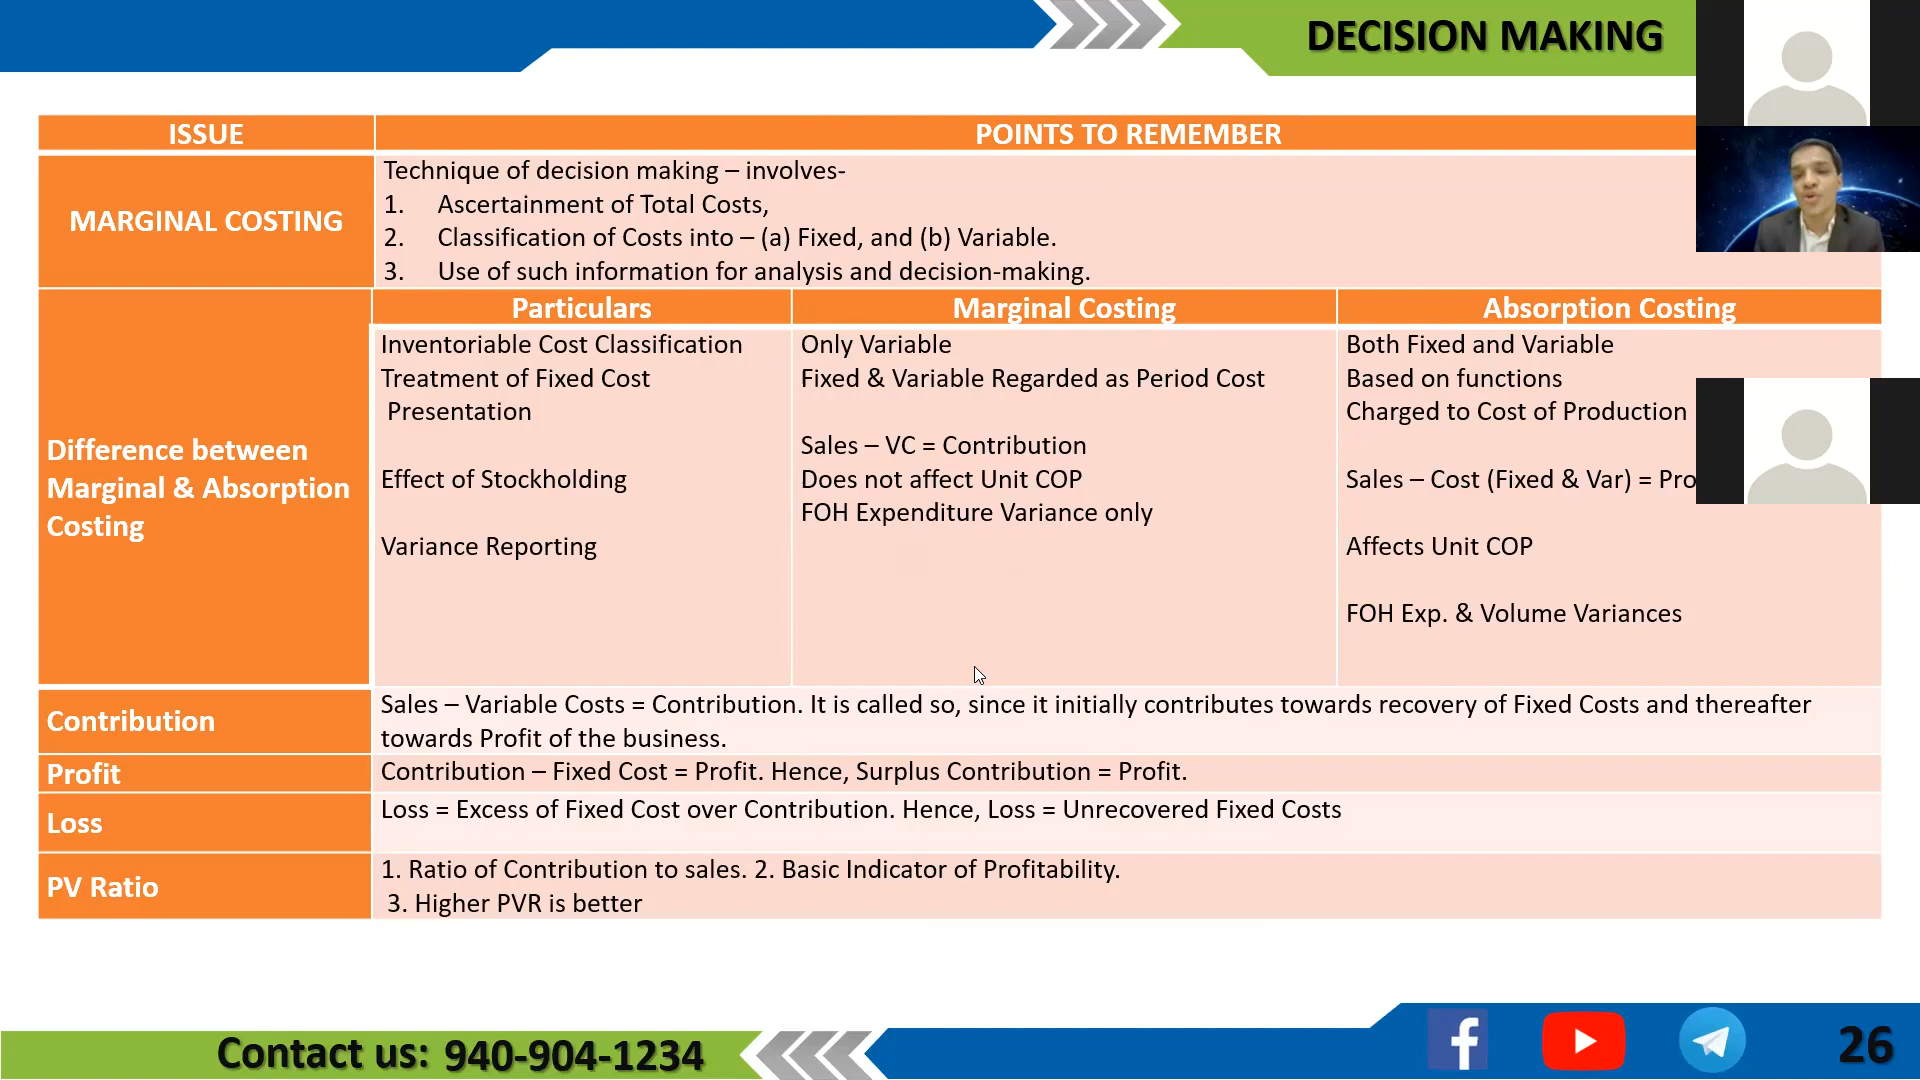 DECISION MAKING
ISSUE
POINTS TO REMEMBER
MARGINAL COSTING
Technique of decision making – involves-
1. Ascertainment of Total Costs,
2. Classification of Costs into – (a) Fixed, and (b) Variable.
3. Use of such information for analysis and decision-making.
Difference between
Marginal & Absorption
Costing
Particulars
Inventoriable Cost Classification
Treatment of Fixed Cost
Presentation
Effect of Stockholding
Variance Reporting
Marginal Costing
Only Variable
Fixed & Variable Regarded as Period Cost
Sales – VC = Contribution
Does not affect Unit COP
FOH Expenditure Variance only
Absorption Costing
Both Fixed and Variable
Based on functions
Charged to Cost of Production
Sales – Cost (Fixed & Var) =
Affects Unit COP
FOH Exp. & Volume Variances
Contribution
Sales – Variable Costs = Contribution. It is called so, since it initially contributes towards recovery of Fixed Costs and thereafter
towards Profit of the business.
Profit
Contribution – Fixed Cost = Profit. Hence, Surplus Contribution = Profit.
Loss
Loss = Excess of Fixed Cost over Contribution. Hence, Loss = Unrecovered Fixed Costs
PV Ratio
1. Ratio of Contribution to sales. 2. Basic Indicator of Profitability.
3. Higher PVR is better
Contact us: 940-904-1234
26